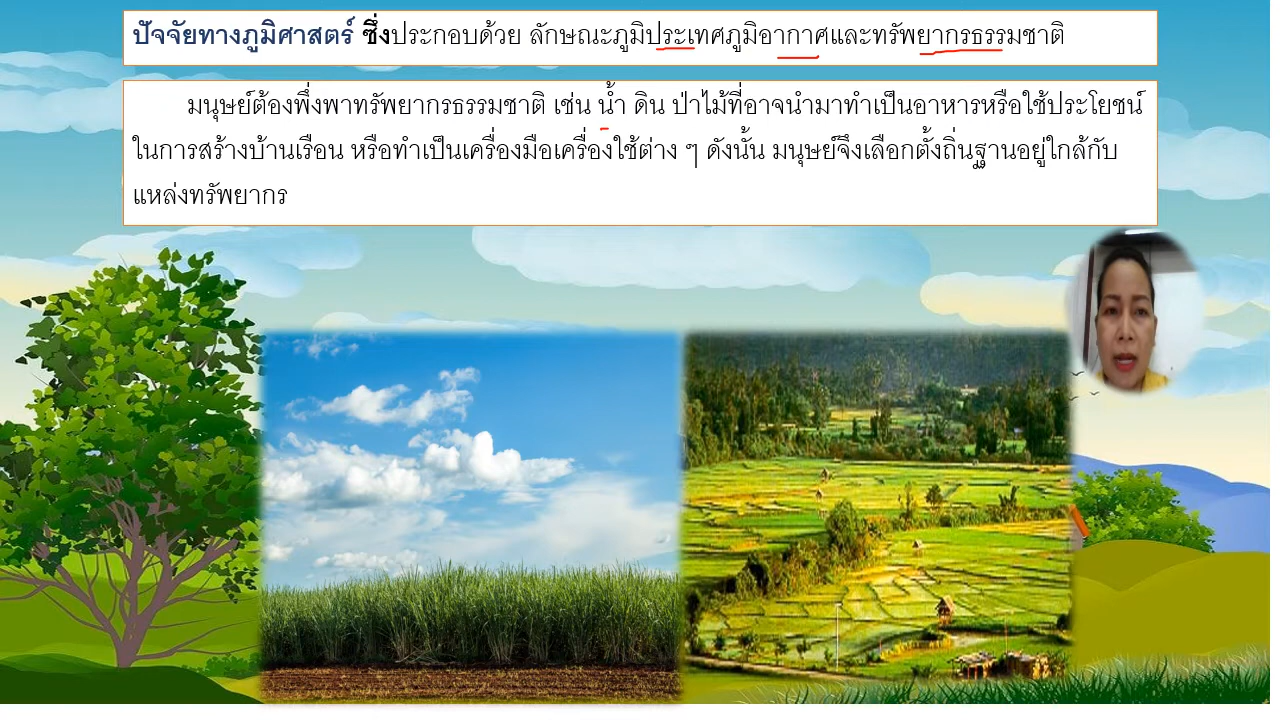 ปัจจัยทางภูมิศาสตร์ ซึ่งประกอบด้วย ลักษณะภูมิประเทศภูมิอากาศและทรัพยากรธรรมชาติ
มนุษย์ต้องพึ่งพาทรัพยากรธรรมชาติ เช่น น้ำ ดิน ป่าไม้ที่อาจนำมาทำเป็นอาหารหรือใช้ประโยชน์
ในการสร้างบ้านเรือน หรือทำเป็นเครื่องมือเครื่องใช้ต่าง ๆ ดังนั้น มนุษย์จึงเลือกตั้งถิ่นฐานอยู่ใกล้กับ
แหล่งทรัพยากร